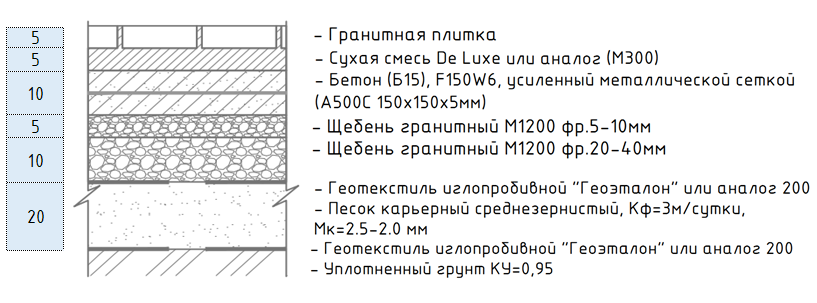 5
– Гранитная плитка
5
– Сухая смесь De Luxe или аналог (М300)
10
– Бетон (Б15), F150W6, усиленный металлической сеткой
(А500С 150х150х5мм)
5
– Щебень гранитный М1200 фр.5-10мм
10
– Щебень гранитный М1200 фр.20-40мм
– Геотекстиль иглопробивной "Геоэталон" или аналог 200
20
– Песок карьерный среднезернистый, Кф=3м/сутки,
Мк=2.5-2.0 мм
– Геотекстиль иглопробивной "Геоэталон" или аналог 200
– Уплотненный грунт КУ=0,95